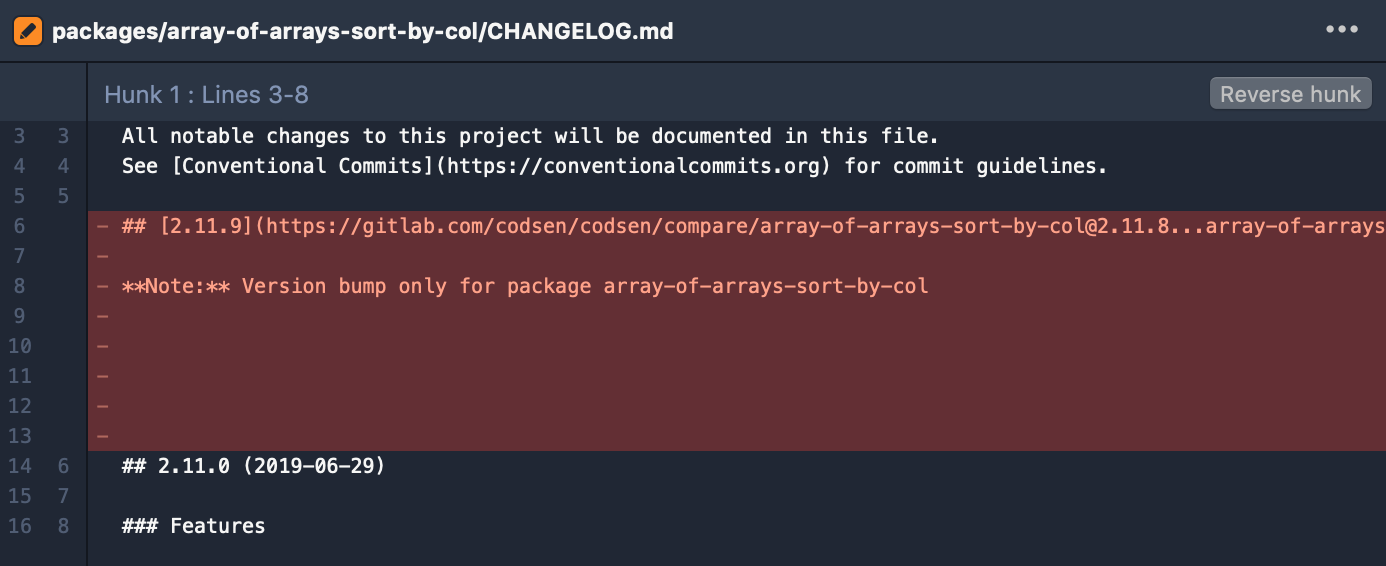 packages/array-of-arrays-sort-by-col/CHANGELOG.md
Hunk 1 : Lines 3-8
Reverse hunk
3 3 All notable changes to this project will be documented in this file.
4 4 See [Conventional Commits](https://conventionalcommits.org) for commit guidelines.
5 5
6 - ## [2.11.9](https://gitlab.com/codsen/codsen/compare/array-of-arrays-sort-by-col@2.11.8...array-of-arrays
7 -
8 - **Note:** Version bump only for package array-of-arrays-sort-by-col
9 -
10 -
11 -
12 -
13 -
14 6 ## 2.11.0 (2019-06-29)
15 7
16 8 ### Features